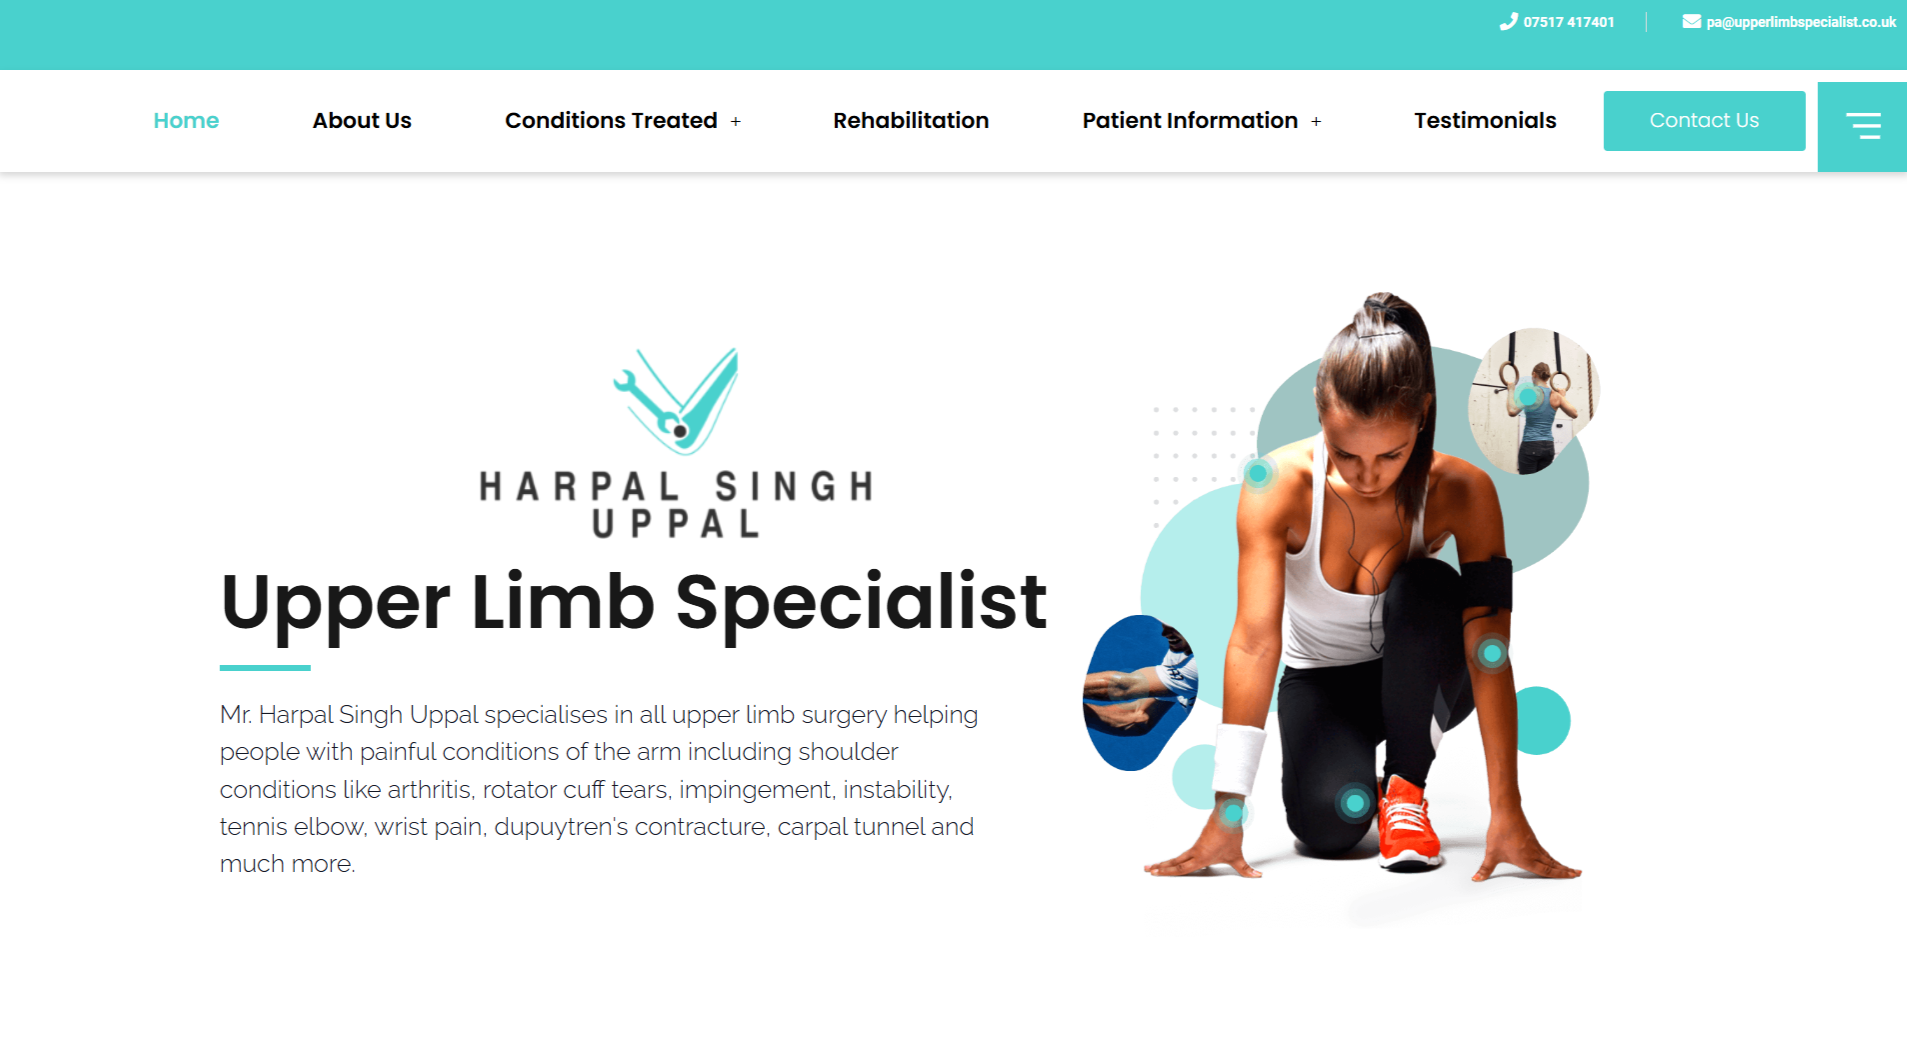 07517 417401
pa@upperlimbspecialist.co.uk
Home
About Us
Conditions Treated +
Rehabilitation
Patient Information +
Testimonials
Contact Us
HARPAL SINGH
UPPAL
Upper Limb Specialist
Mr. Harpal Singh Uppal specialises in all upper limb surgery helping
people with painful conditions of the arm including shoulder
conditions like arthritis, rotator cuff tears, impingement, instability,
tennis elbow, wrist pain, dupuytren's contracture, carpal tunnel and
much more.